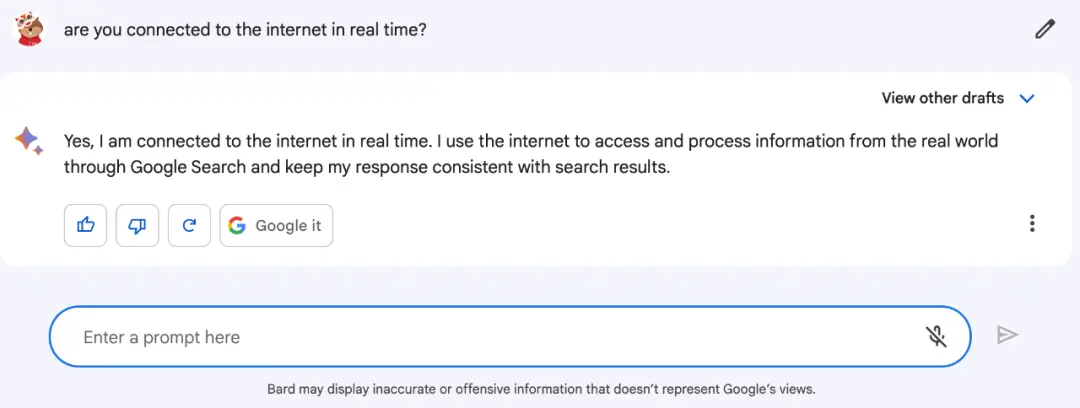 are you connected to the internet in real time?
View other drafts
Yes, I am connected to the internet in real time. I use the internet to access and process information from the real world
through Google Search and keep my response consistent with search results.
Google it
Enter a prompt here
Bard may display inaccurate or offensive information that doesn't represent Google's views.